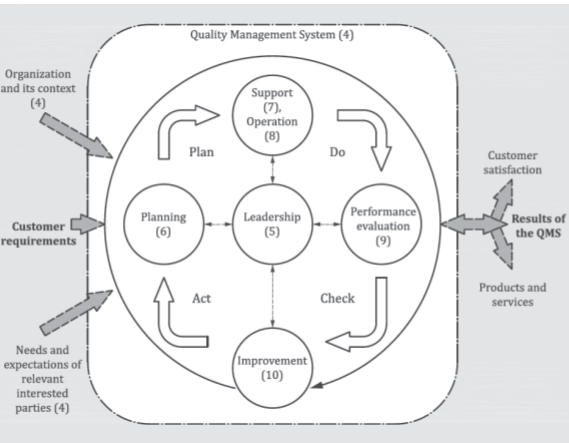 Quality Management System (4)
Organization
and its context
(4)
Support
(7),
Operation
(8)
Plan
Do
Customer
satisfaction
Customer
requirements
Planning
(6)
Leadership
(5)
Performance
evaluation
(9)
Results of
the QMS
Act
Check
Products and
services
Needs and
expectations of
relevant
interested
parties (4)
Improvement
(10)